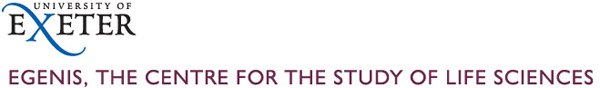 UNIVERSITY OF
EXETER
EGENIS, THE CENTRE FOR THE STUDY OF LIFE SCIENCES